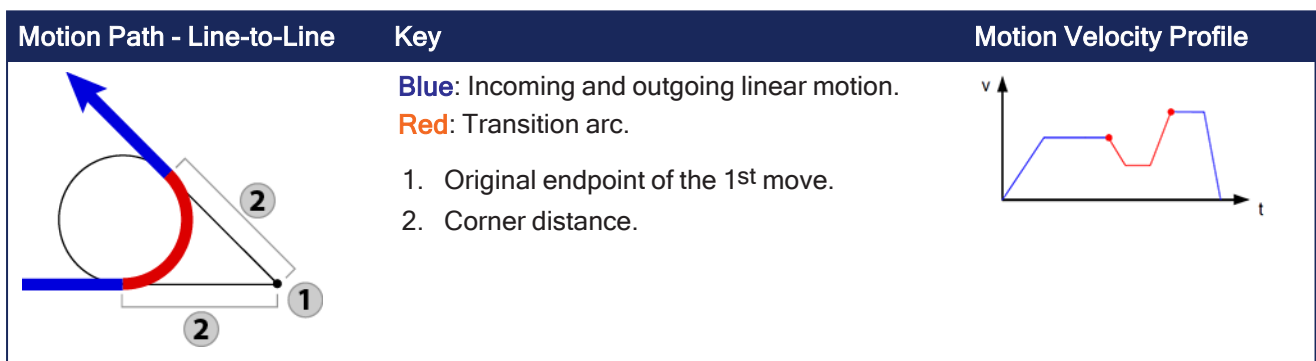 Motion Path - Line-to-Line Key Motion Velocity Profile
Blue: Incoming and outgoing linear motion.
Red: Transition arc.
1. Original endpoint of the 1st move.
2. Corner distance.
2
1
2
v
t